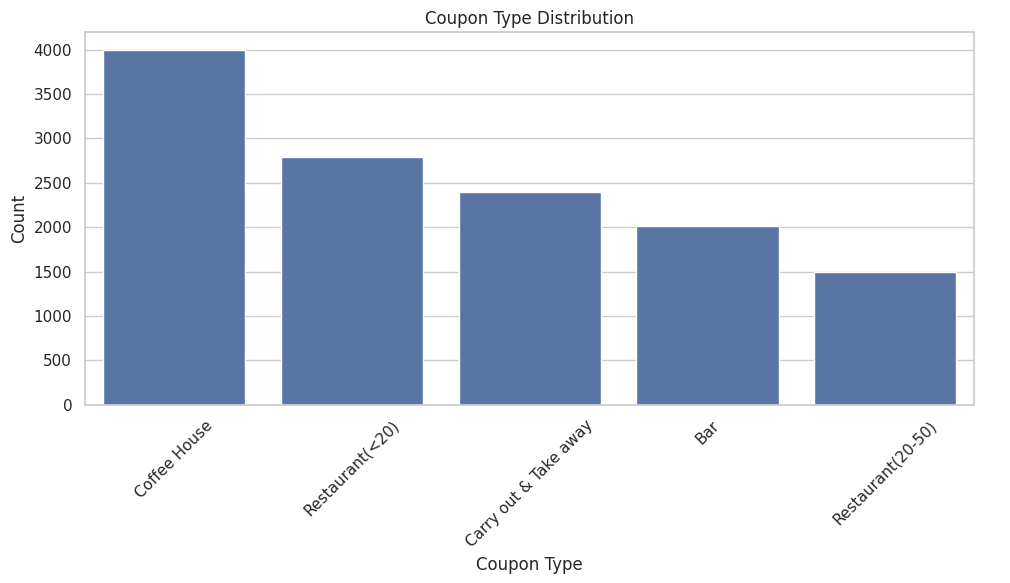 Coupon Type Distribution
Count
4000
3500
3000
2500
2000
1500
1000
500
0
Coffee House
Restaurant(<20)
Carry out & Take away
Bar
Restaurant(20-50)
Coupon Type